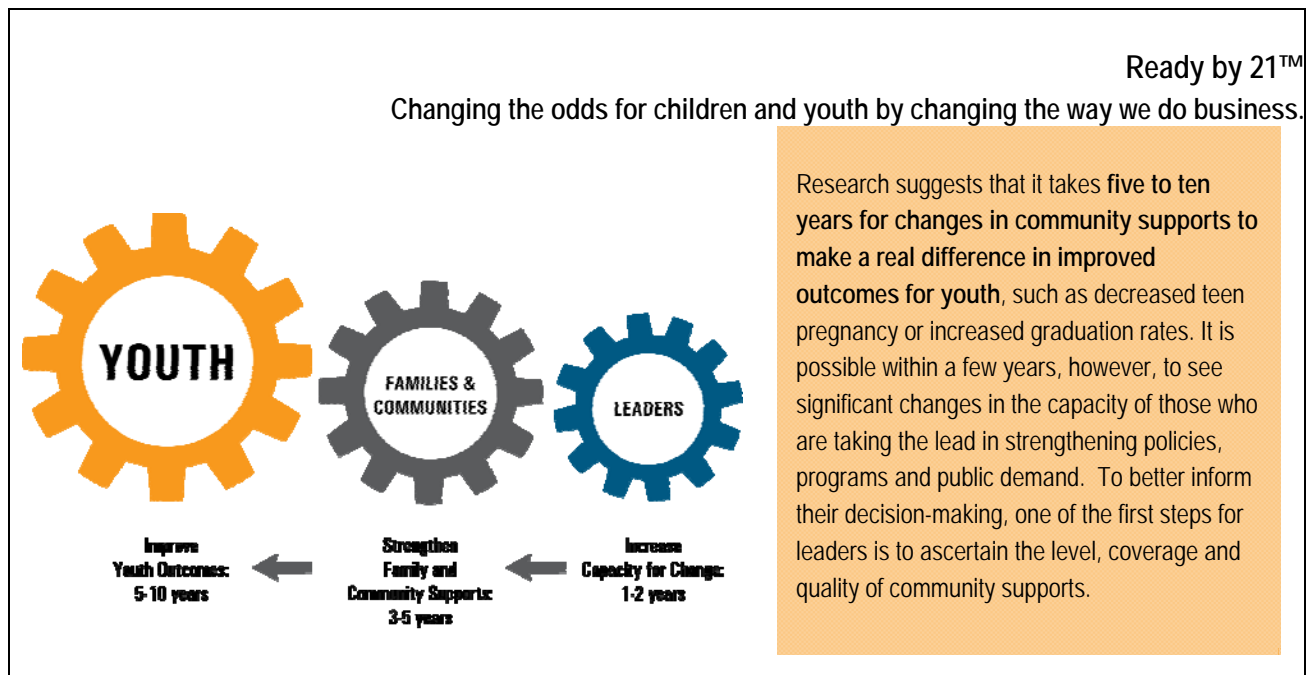 Ready by 21™
Changing the odds for children and youth by changing the way we do business.
YOUTH
FAMILIES &
COMMUNITIES
LEADERS
Improve
Youth Outcomes:
5-10 years
Strengthen
Family and
Community Supports:
3-5 years
Increase
Capacity for Change:
1-2 years
Research suggests that it takes five to ten
years for changes in community supports to
make a real difference in improved
outcomes for youth, such as decreased teen
pregnancy or increased graduation rates. It is
possible within a few years, however, to see
significant changes in the capacity of those who
are taking the lead in strengthening policies,
programs and public demand.  To better inform
their decision-making, one of the first steps for
leaders is to ascertain the level, coverage and
quality of community supports.